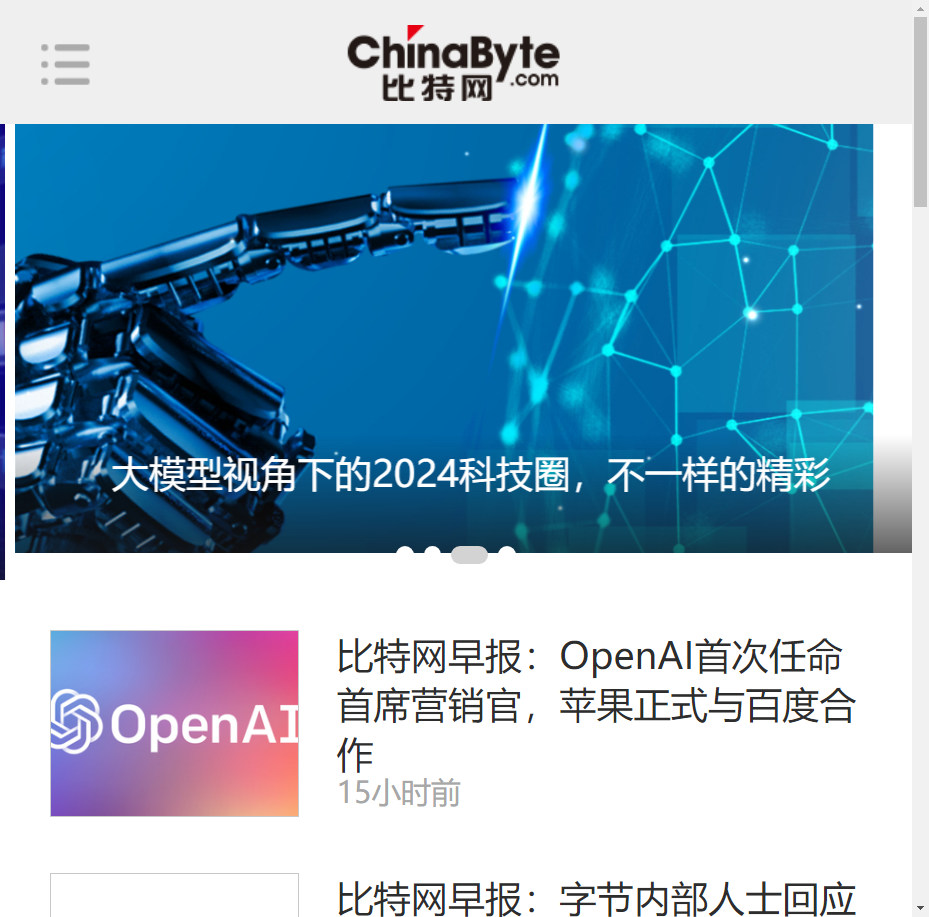 ChinaByte
比特网.com
大模型视角下的2024科技圈，不一样的精彩
OpenAI
比特网早报：OpenAI首次任命
首席营销官，苹果正式与百度合
作
15小时前
比特网早报：字节内部人士回应